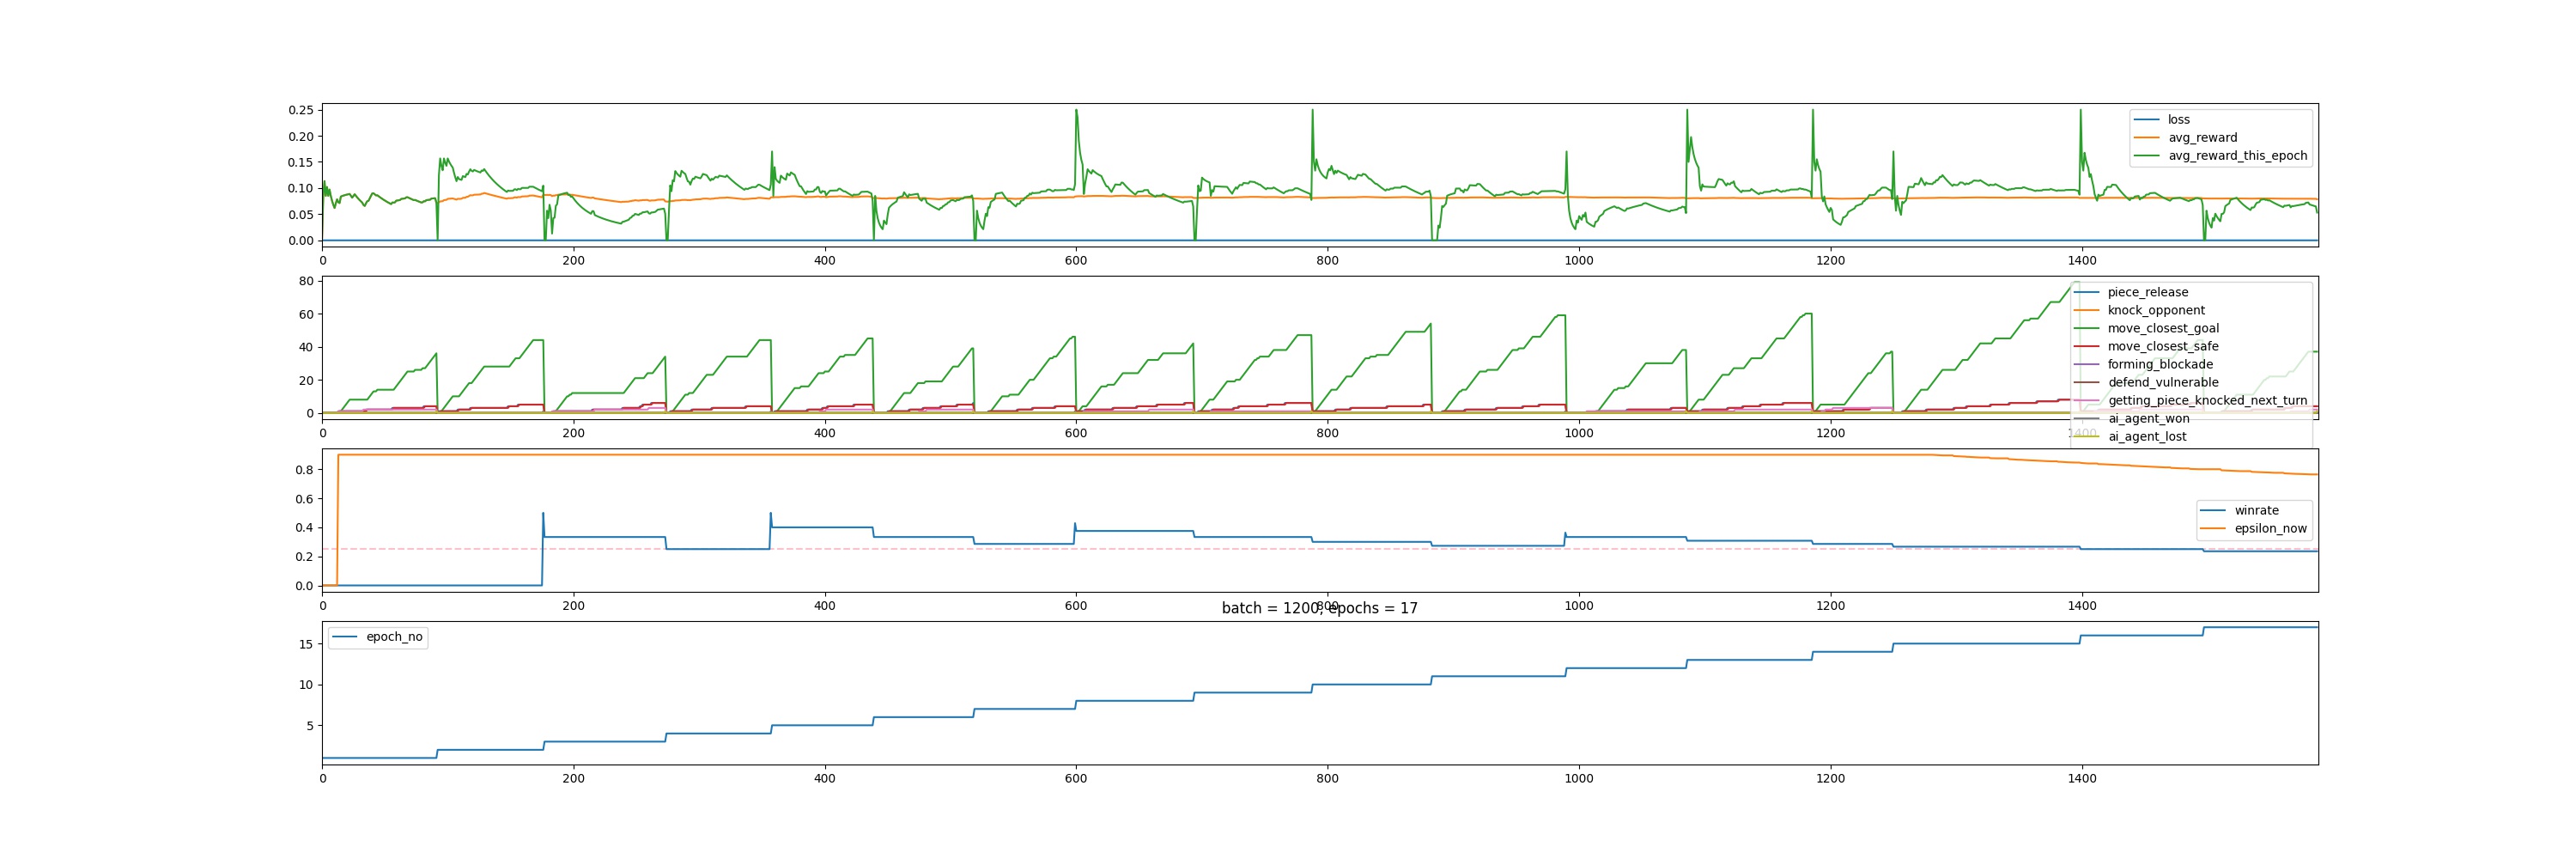 0.25
0.20
0.15
0.10
0.05
0.00
loss
avg_reward
avg_reward_this_epoch
0 200 400 600 800 1000 1200 1400
80
60
40
20
0
piece_release
knock_opponent
move_closest_goal
move_closest_safe
forming_blockade
defend_vulnerable
getting_piece_knocked_next_turn
ai_agent_won
ai_agent_lost
0 200 400 600 800 1000 1200 1400
0.8
0.6
0.4
0.2
0.0
winrate
epsilon_now
0 200 400 600 800 1000 1200 1400
batch = 1200, epochs = 17
15
10
5
epoch_no
0 200 400 600 800 1000 1200 1400